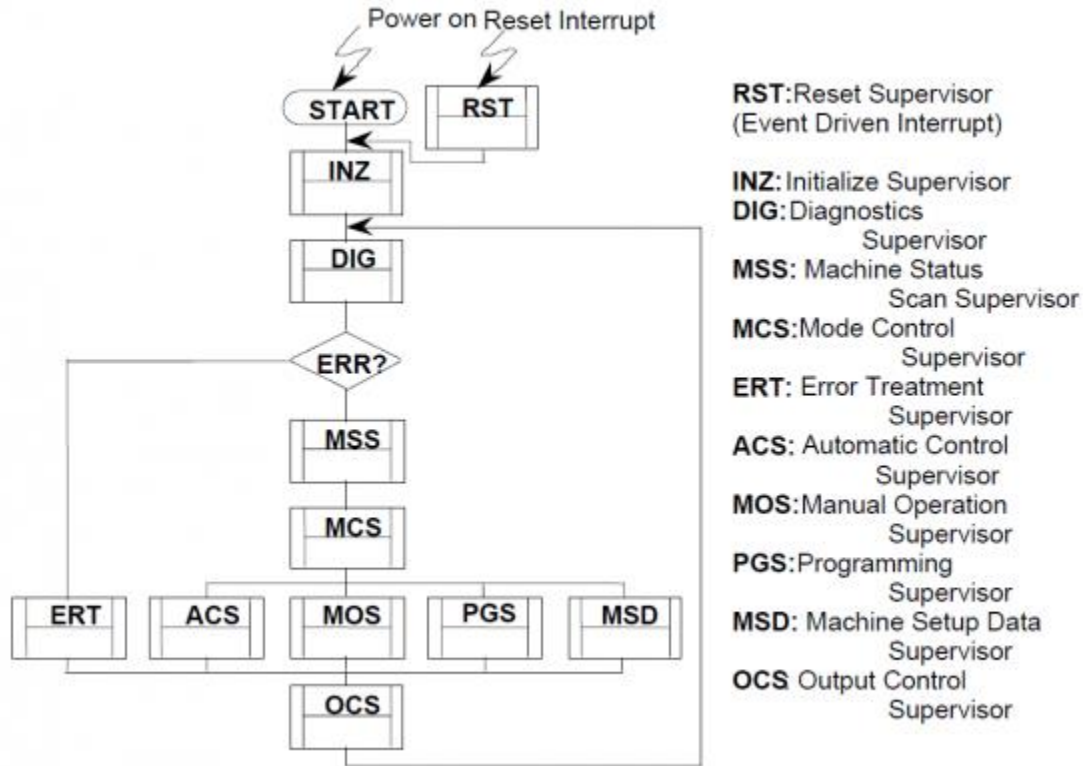 Power on Reset Interrupt
START
RST
INZ
DIG
ERR?
MSS
MCS
ERT
ACS
MOS
PGS
MSD
OCS
RST:Reset Supervisor
(Event Driven Interrupt)
INZ:Initialize Supervisor
DIG:Diagnostics
Supervisor
MSS: Machine Status
Scan Supervisor
MCS:Mode Control
Supervisor
ERT: Error Treatment
Supervisor
ACS: Automatic Control
Supervisor
MOS:Manual Operation
Supervisor
PGS:Programming
Supervisor
MSD: Machine Setup Data
Supervisor
OCS Output Control
Supervisor